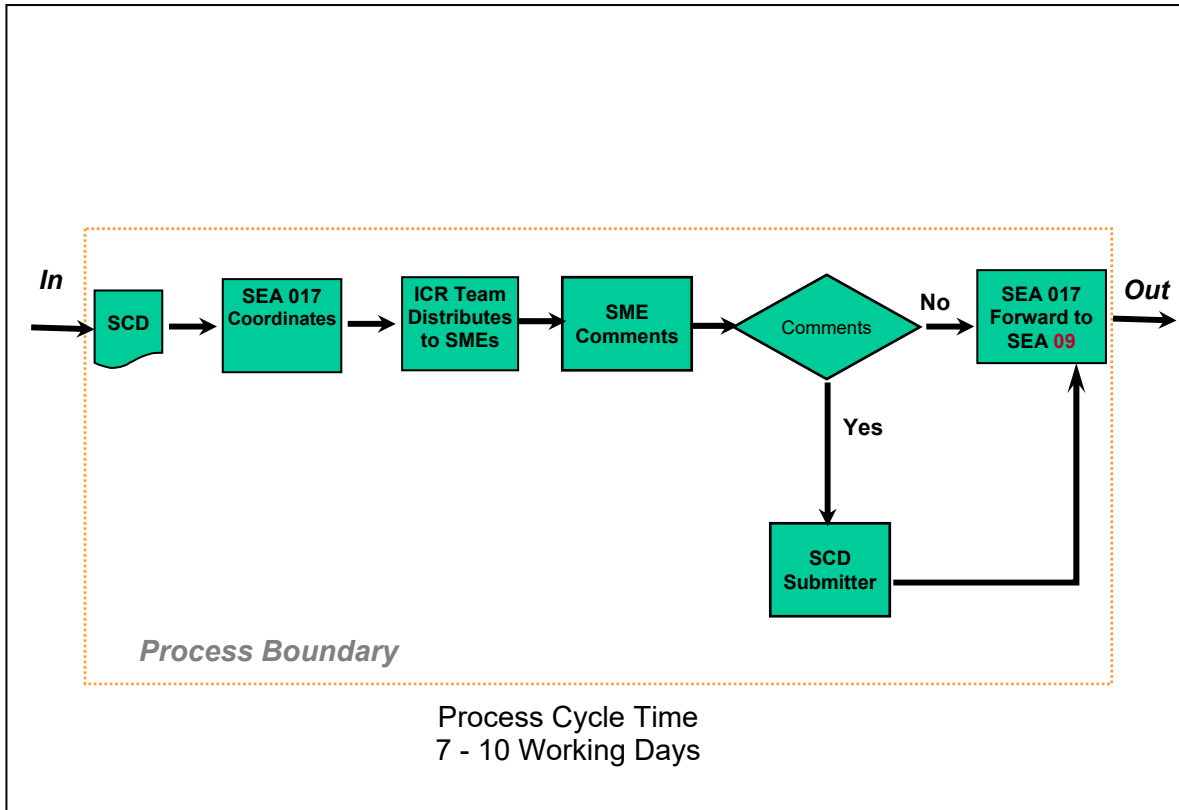 In
SCD
SEA 017
Coordinates
ICR Team
Distributes
to SMEs
SME
Comments
Comments
No
SEA 017
Forward to
SEA 09
Out
Yes
SCD
Submitter
Process Boundary
Process Cycle Time
7 - 10 Working Days